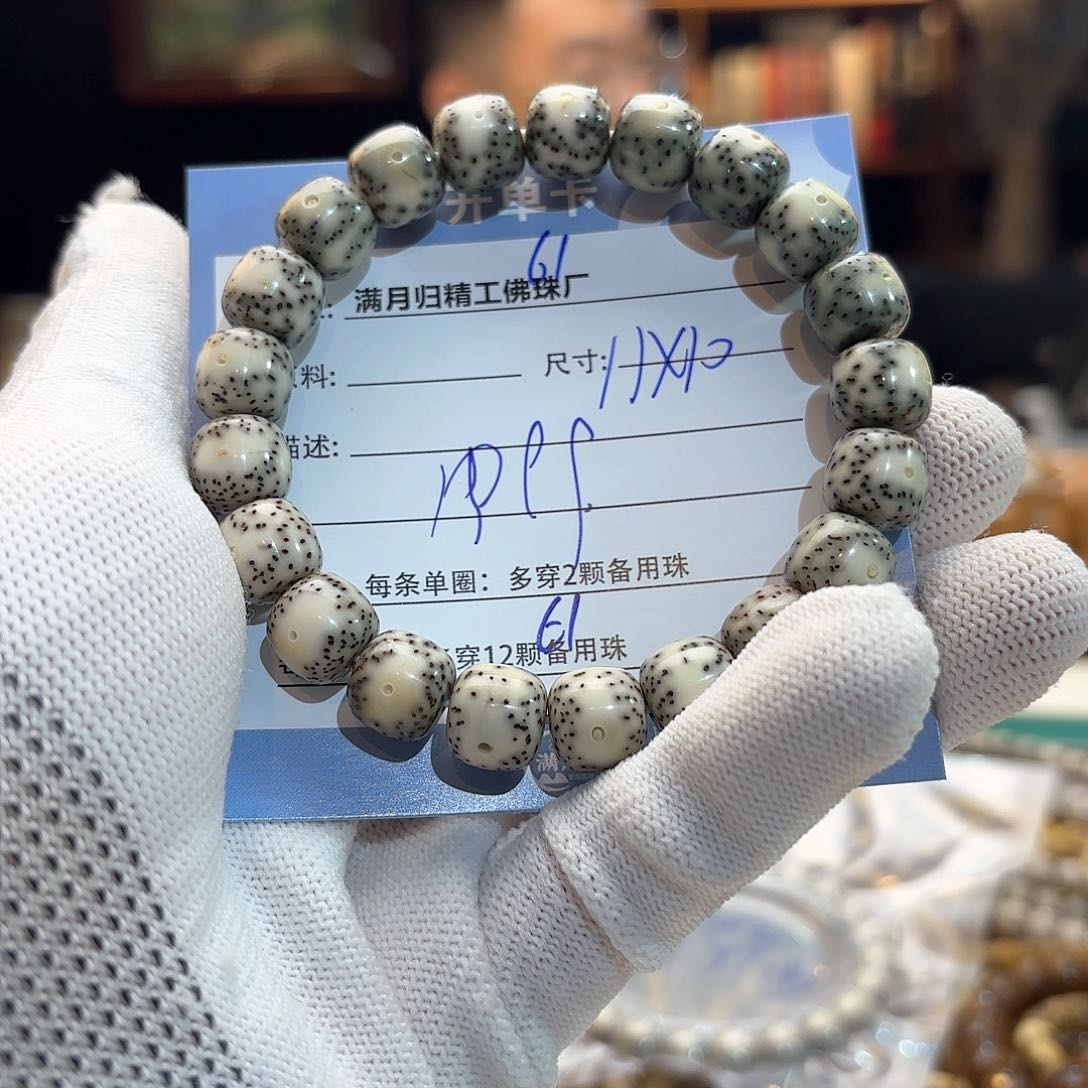 开单卡
61
满月归精工佛珠厂
料: 尺寸: 11X10
描述:
每条单圈：多穿2颗备用珠
61
穿12颗备用珠